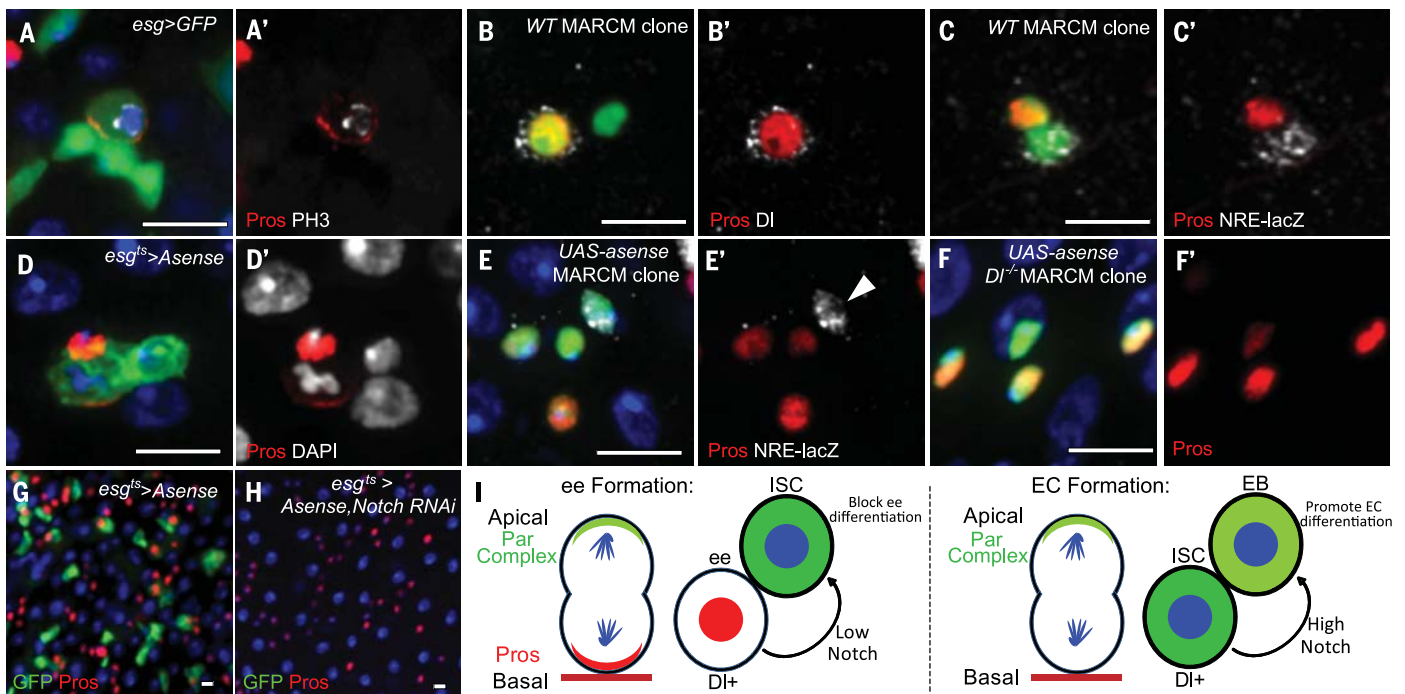 A
esg>GFP
A'
Pros PH3
B
WT MARCM clone
B'
Pros Dl
C
WT MARCM clone
C'
Pros NRE-lacZ
D
esgᵗˢ>Asense
D'
Pros DAPI
E
UAS-asense
MARCM clone
E'
Pros NRE-lacZ
F
UAS-asense
Dl⁻/⁻MARCM clone
F'
Pros
G
esgᵗˢ>Asense
GFP Pros
H
esgᵗˢ>
Asense,Notch RNAi
GFP Pros
I
ee Formation:
Apical
Par
Complex
Pros
Basal
ISC
Block ee
differentiation
ee
Low
Notch
Dl+
EC Formation:
Apical
Par
Complex
Basal
EB
Promote EC
differentiation
ISC
High
Notch
Dl+